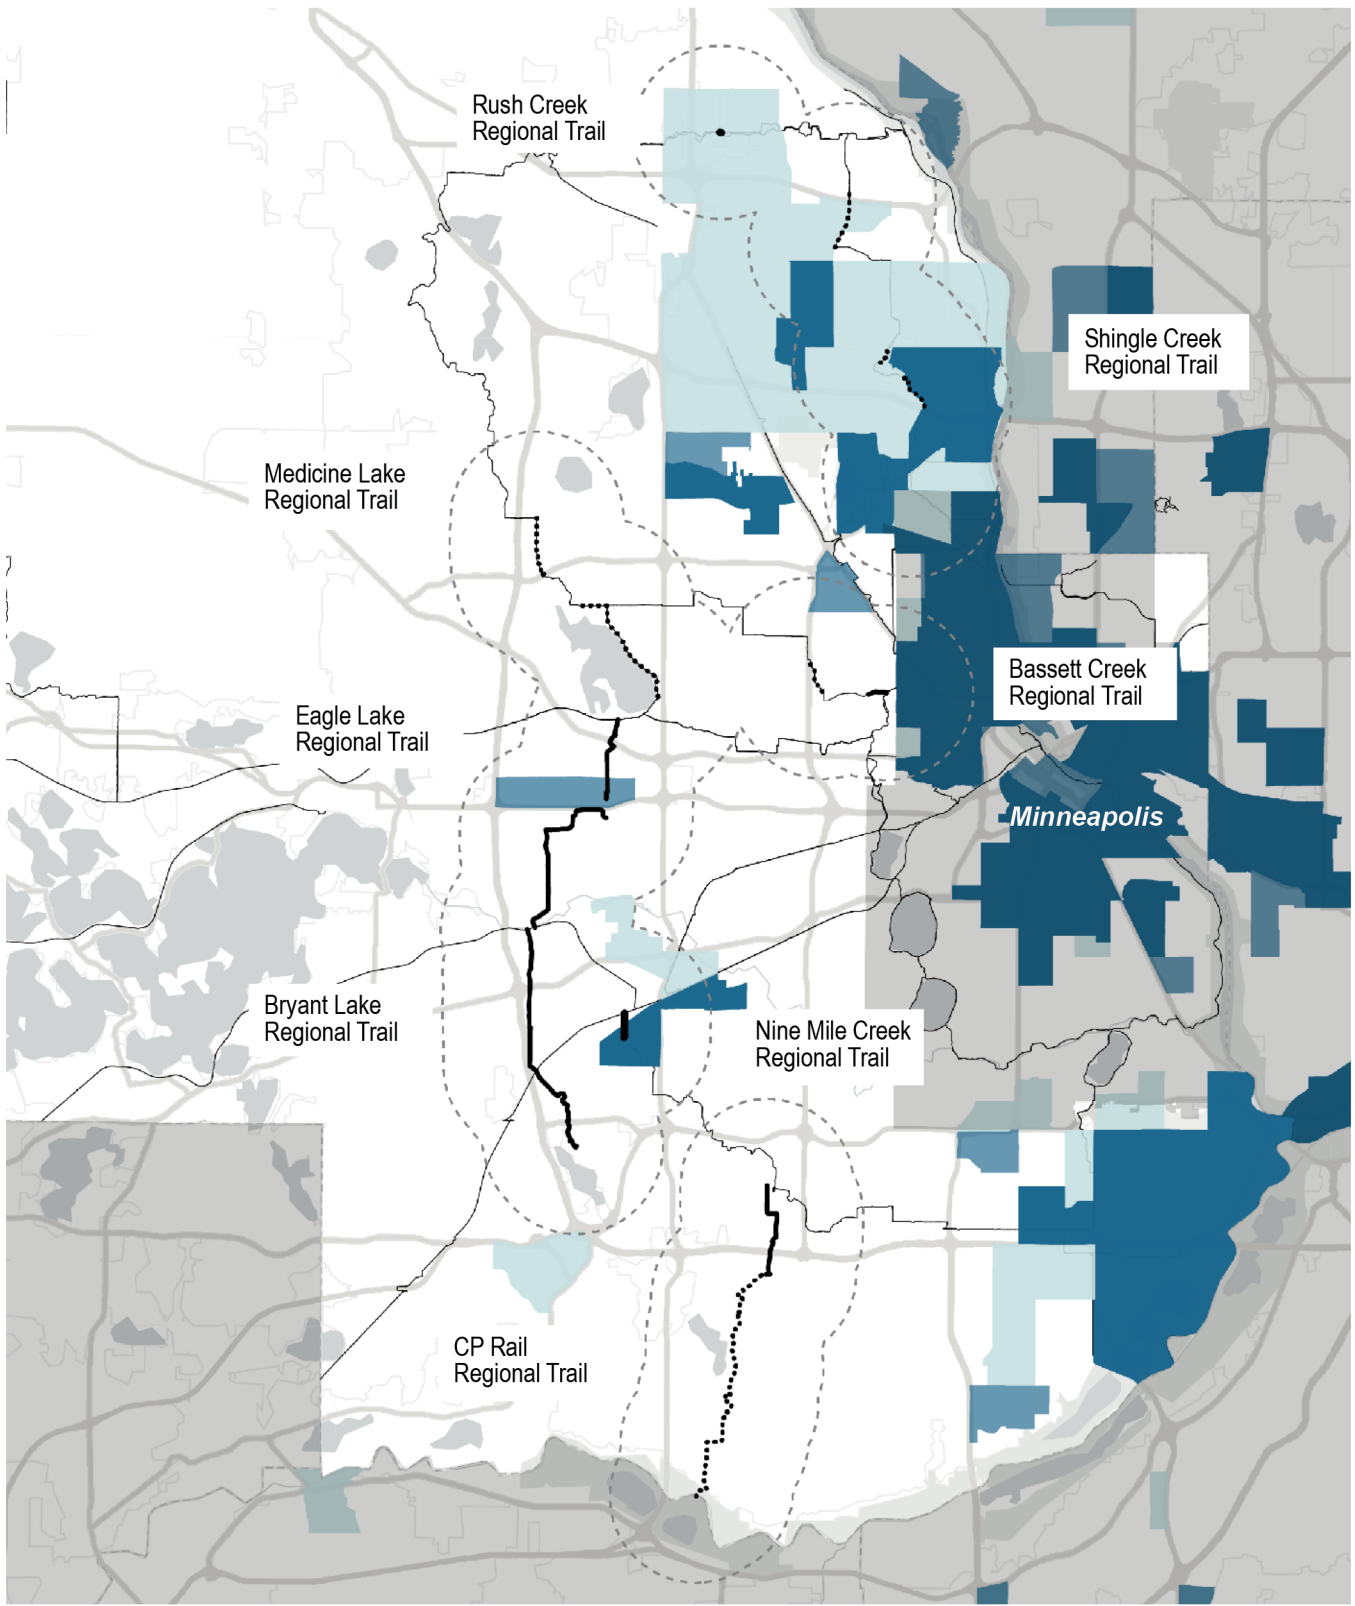 Rush Creek
Regional Trail
Shingle Creek
Regional Trail
Medicine Lake
Regional Trail
Bassett Creek
Regional Trail
Eagle Lake
Regional Trail
Minneapolis
Bryant Lake
Regional Trail
Nine Mile Creek
Regional Trail
CP Rail
Regional Trail